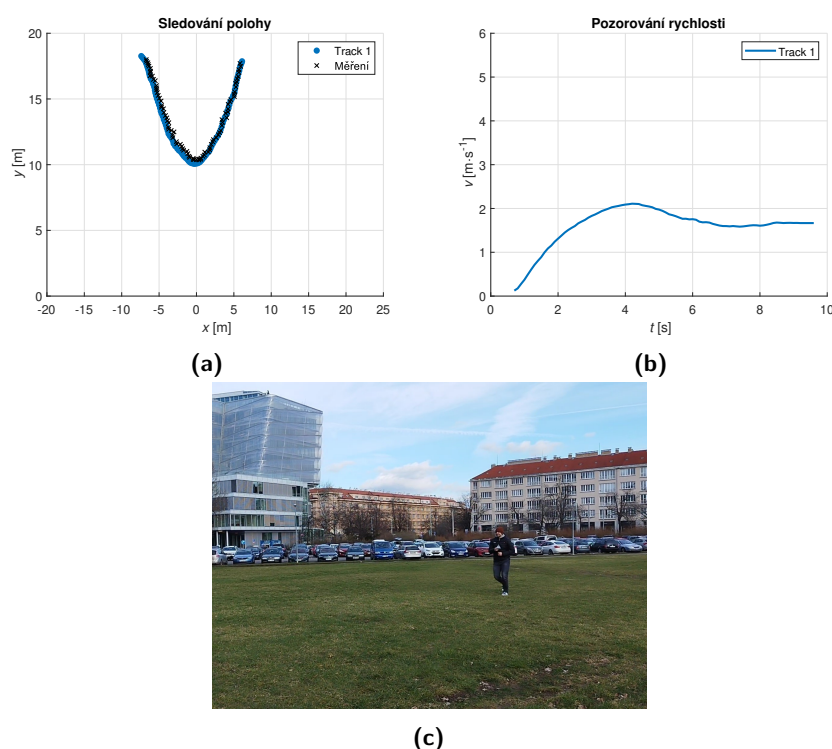 Sledování polohy
Track 1
Měření
20
15
10
5
0
-20 -15 -10 -5 0 5 10 15 20 25
y [m]
x [m]
(a)
Pozorování rychlosti
Track 1
6
5
4
3
2
1
0
0 2 4 6 8 10
v [m·s⁻¹]
t [s]
(b)
(c)